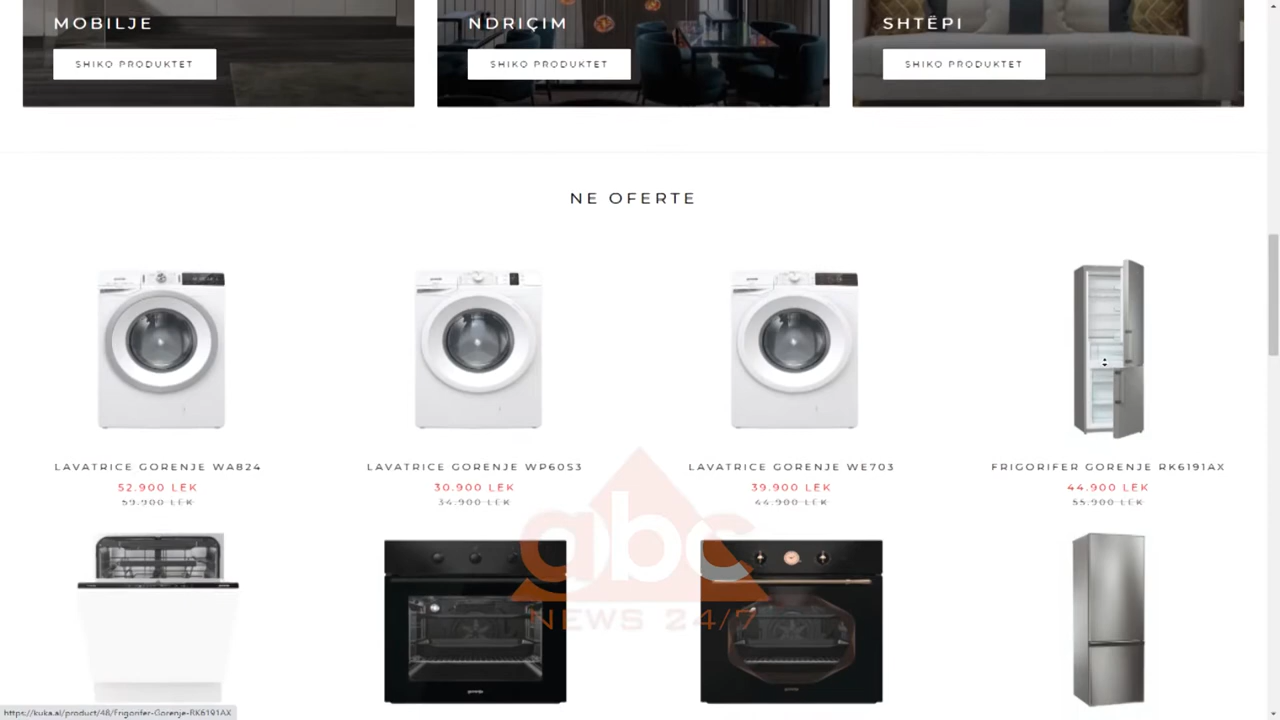 MOBILJE
NDRIÇIM
SHTËPI
SHIKO PRODUKTET
SHIKO PRODUKTET
SHIKO PRODUKTET
NE OFERTE
LAVATRICE GORENJE WA824
LAVATRICE GORENJE WP60S3
LAVATRICE GORENJE WE703
FRIGORIFER GORENJE RK6191AX
52.900 LEK
30.900 LEK
39.900 LEK
44.900 LEK
59.900 LEK
34.900 LEK
44.900 LEK
55.900 LEK
abc
NEWS 24/7
https://kuka.al/product/48/Frigorifer-Gorenje-RK6191AX